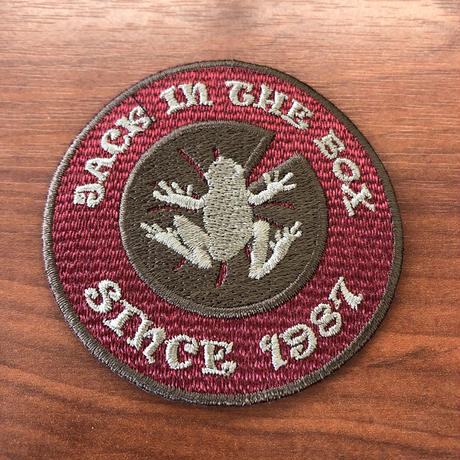 JACK IN THE BOX
SINCE 1987